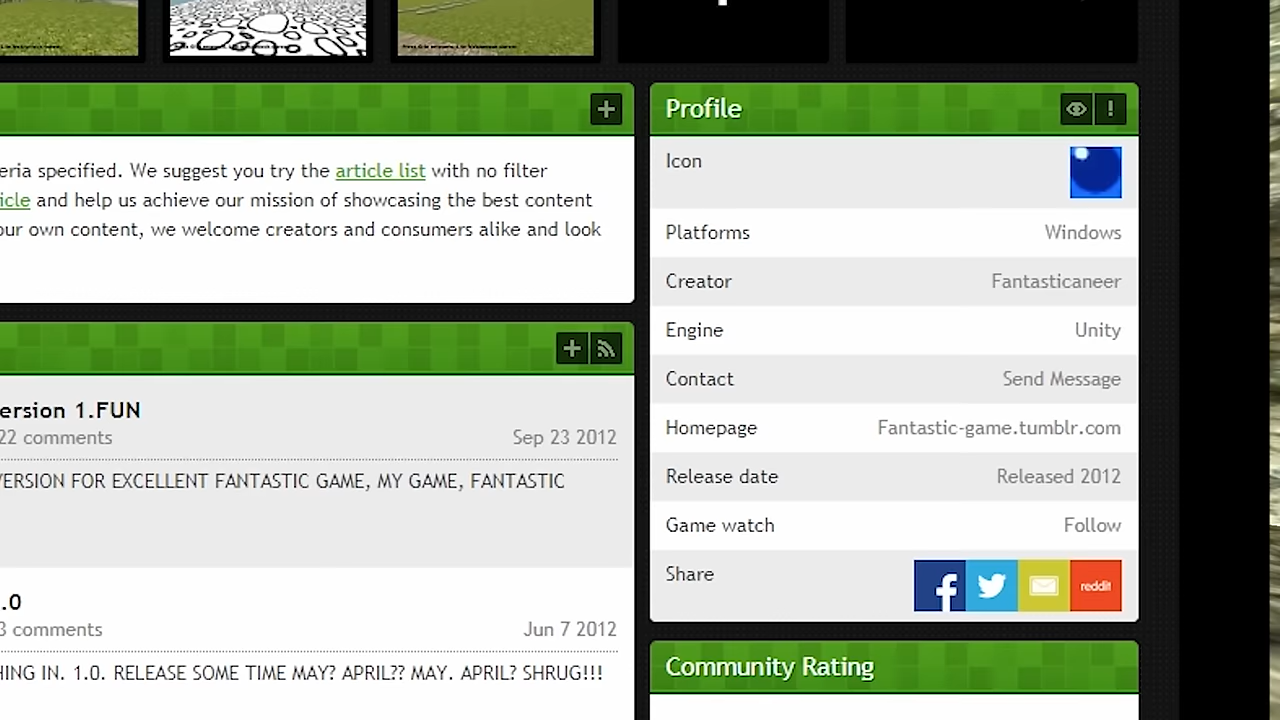 eria specified. We suggest you try the article list with no filter
icle and help us achieve our mission of showcasing the best content
our own content, we welcome creators and consumers alike and look
ersion 1.FUN
22 comments
Sep 23 2012
VERSION FOR EXCELLENT FANTASTIC GAME, MY GAME, FANTASTIC
.0
3 comments
Jun 7 2012
HING IN. 1.0. RELEASE SOME TIME MAY? APRIL?? MAY. APRIL? SHRUG!!!
Profile
Icon
Platforms Windows
Creator Fantasticaneer
Engine Unity
Contact Send Message
Homepage Fantastic-game.tumblr.com
Release date Released 2012
Game watch Follow
Share
reddit
Community Rating